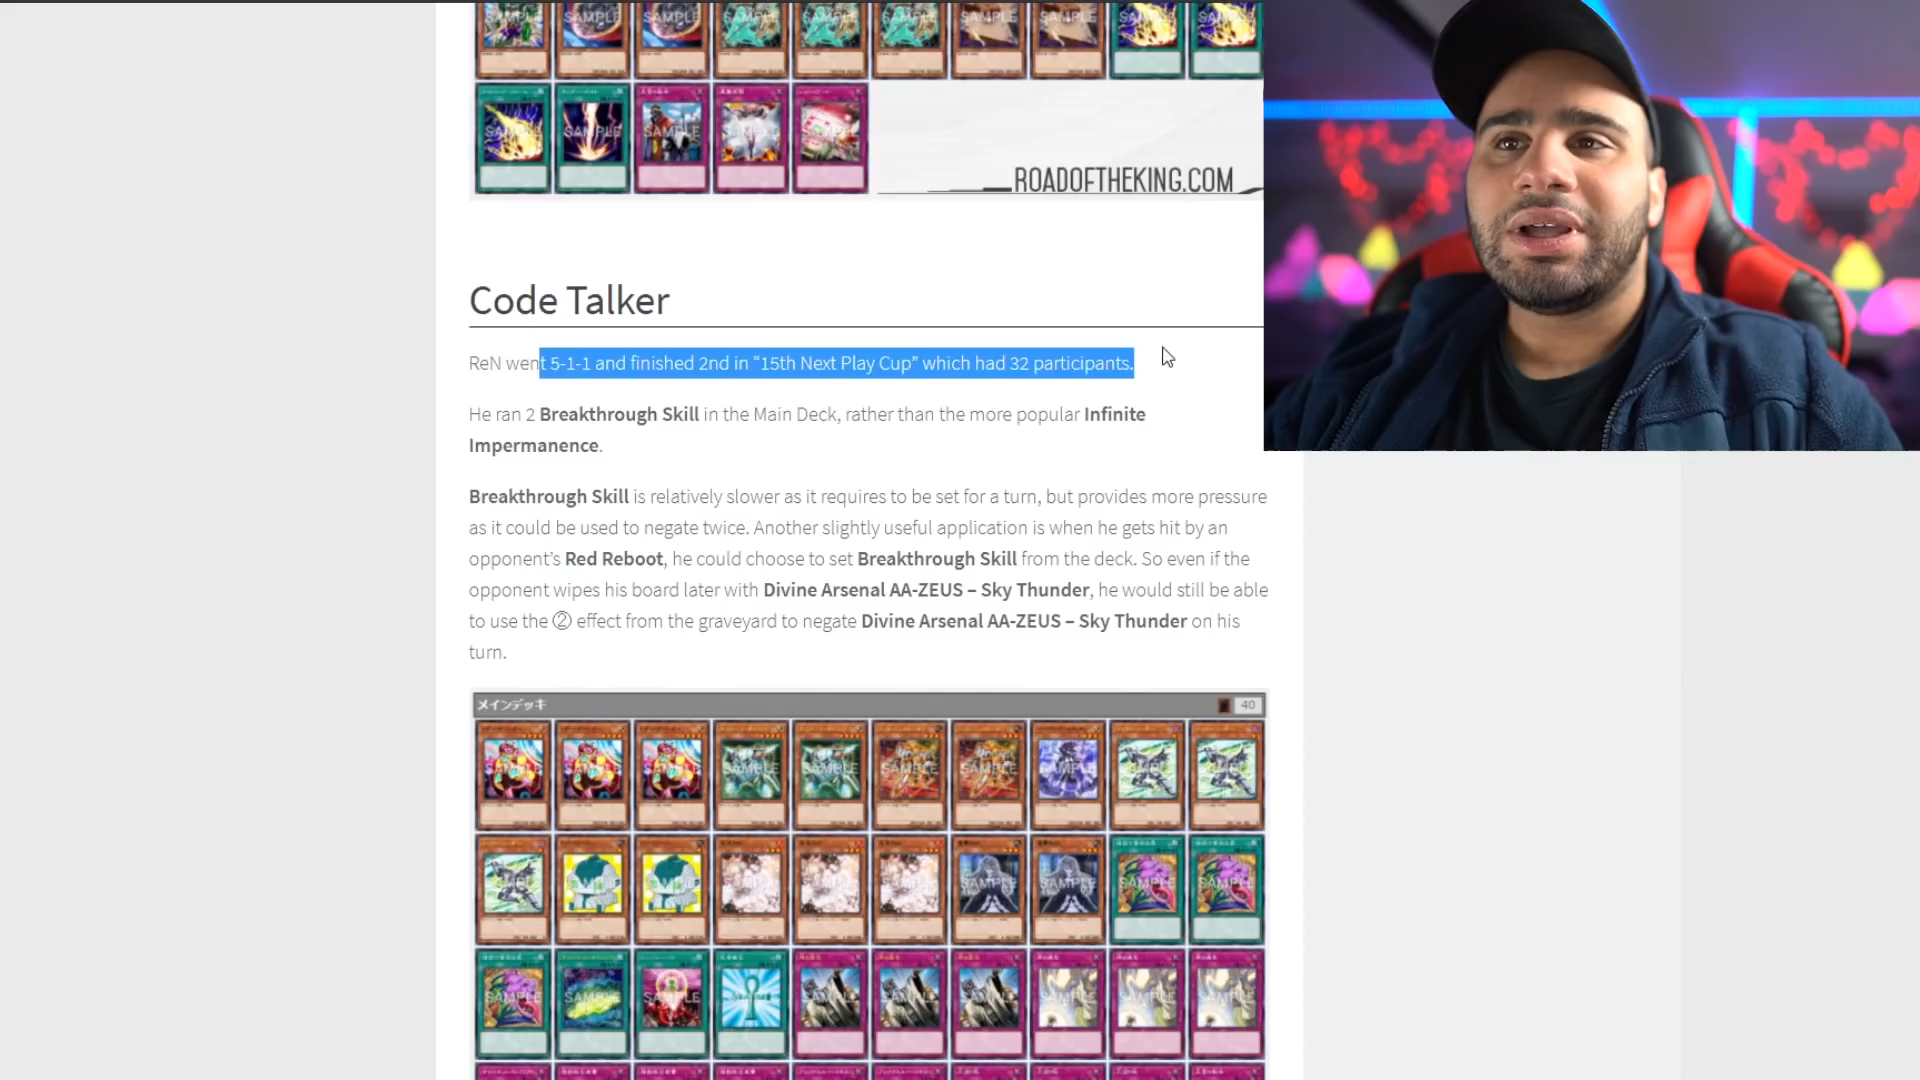 ROADOFTHEKING.COM
Code Talker
ReN went 5-1-1 and finished 2nd in “15th Next Play Cup” which had 32 participants.
He ran 2 Breakthrough Skill in the Main Deck, rather than the more popular Infinite
Impermanence.
Breakthrough Skill is relatively slower as it requires to be set for a turn, but provides more pressure
as it could be used to negate twice. Another slightly useful application is when he gets hit by an
opponent’s Red Reboot, he could choose to set Breakthrough Skill from the deck. So even if the
opponent wipes his board later with Divine Arsenal AA-ZEUS – Sky Thunder, he would still be able
to use the ② effect from the graveyard to negate Divine Arsenal AA-ZEUS – Sky Thunder on his
turn.
メインデッキ 40